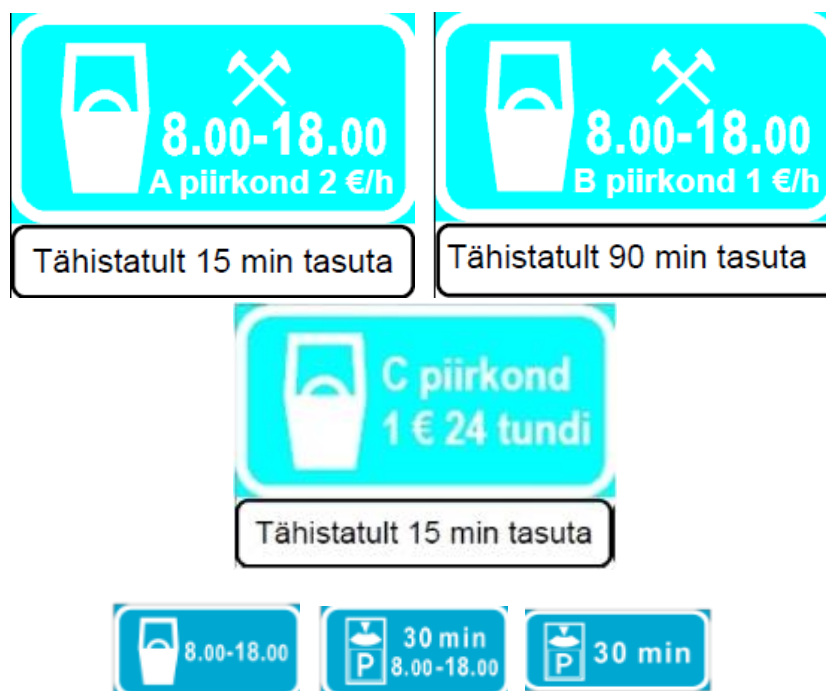 8.00-18.00
A piirkond 2 €/h
Tähistatult 15 min tasuta
8.00-18.00
B piirkond 1 €/h
Tähistatult 90 min tasuta
C piirkond
1 € 24 tundi
Tähistatult 15 min tasuta
8.00-18.00
P
30 min
8.00-18.00
P
30 min